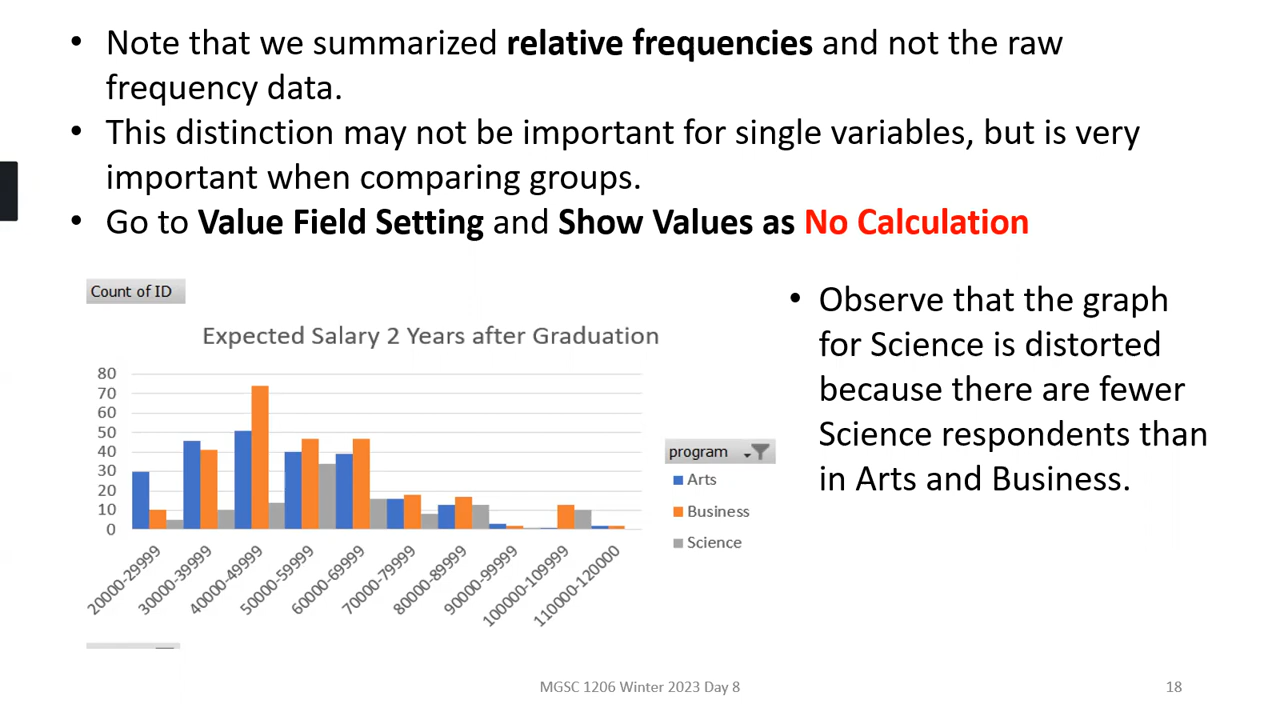 • Note that we summarized relative frequencies and not the raw
frequency data.
• This distinction may not be important for single variables, but is very
important when comparing groups.
• Go to Value Field Setting and Show Values as No Calculation
Count of ID
Expected Salary 2 Years after Graduation
80
70
60
50
40
30
20
10
0
20000-29999
30000-39999
40000-49999
50000-59999
60000-69999
70000-79999
80000-89999
90000-99999
100000-109999
110000-120000
program
Arts
Business
Science
• Observe that the graph
for Science is distorted
because there are fewer
Science respondents than
in Arts and Business.
MGSC 1206 Winter 2023 Day 8
18